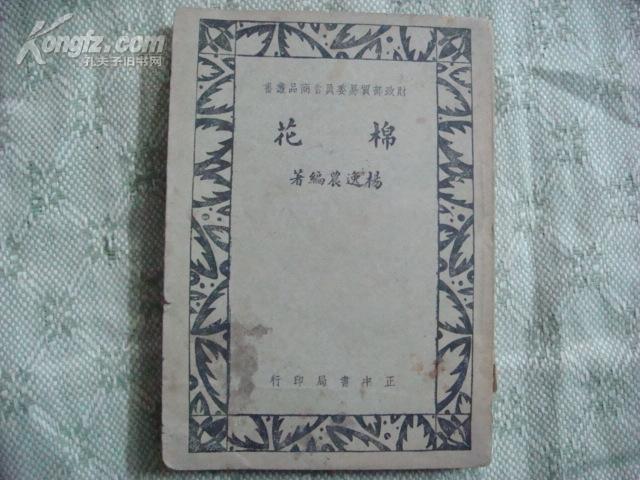 Kongfz.com
孔夫子旧书网
財政部貿易委員會商品叢書
棉花
楊逸農編著
正中書局印行